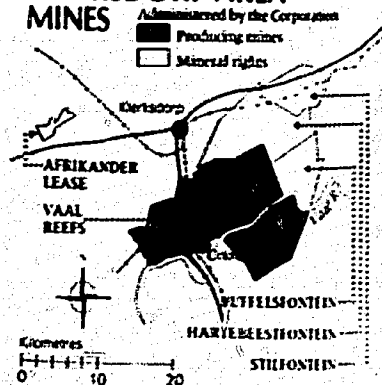 MINES
Administered by the Corporation
Producing mines
Mineral rights
Klerksdorp
AFRIKANDER
LEASE
VAAL
REEFS
BUFFELSFONTEIN
HARTEBEESTFONTEIN
STILFONTEIN
Kilometres
0 10 20